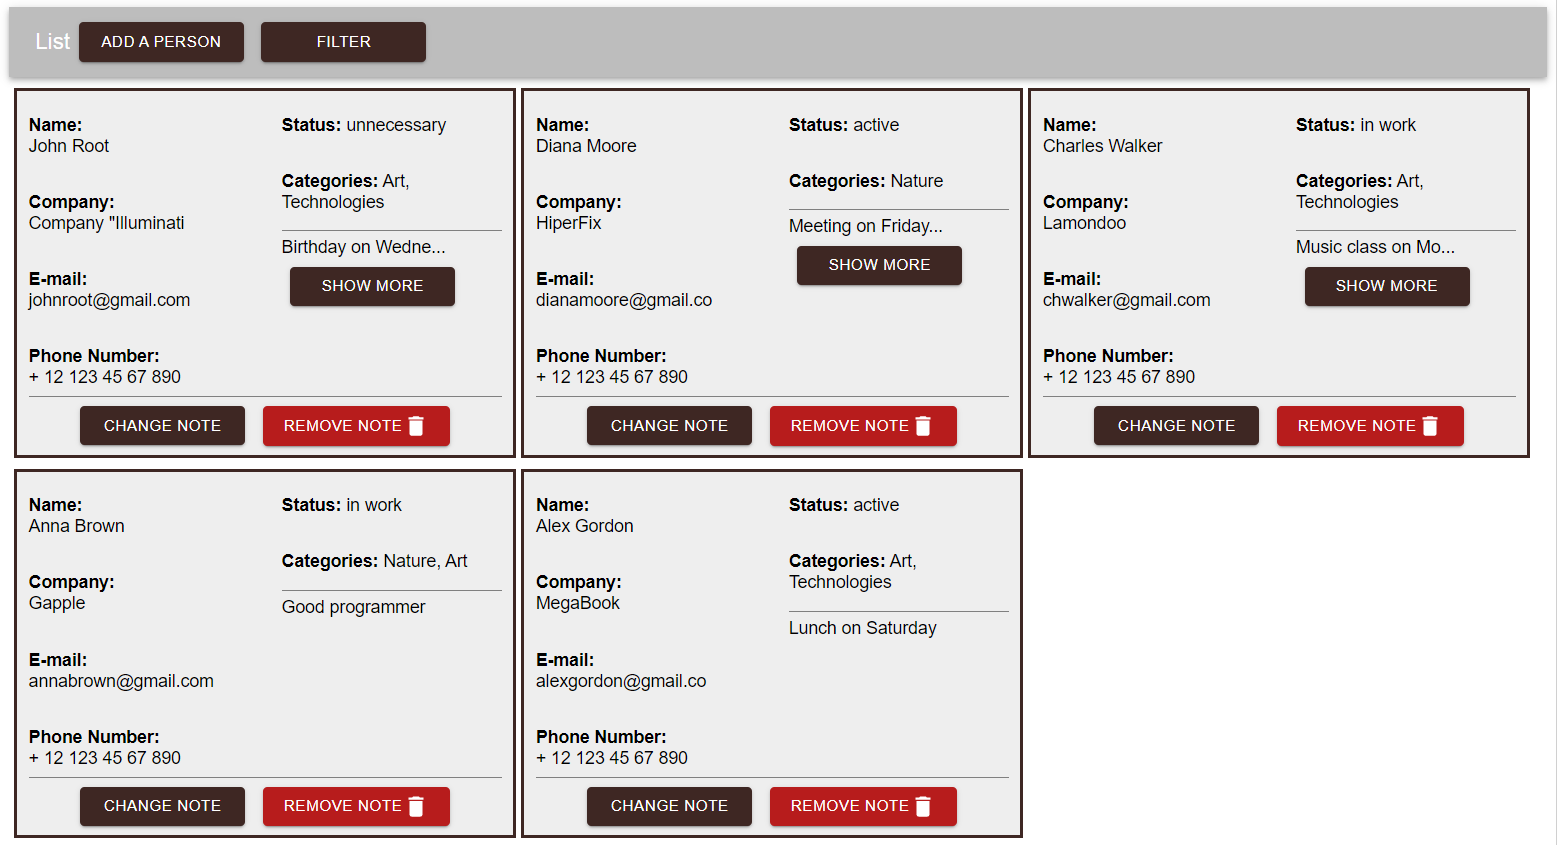 List ADD A PERSON FILTER
Name:
John Root
Company:
Company "Illuminati
E-mail:
johnroot@gmail.com
Phone Number:
+ 12 123 45 67 890
Status: unnecessary
Categories: Art,
Technologies
Birthday on Wedne...
SHOW MORE
CHANGE NOTE REMOVE NOTE
Name:
Diana Moore
Company:
HiperFix
E-mail:
dianamoore@gmail.co
Phone Number:
+ 12 123 45 67 890
Status: active
Categories: Nature
Meeting on Friday...
SHOW MORE
CHANGE NOTE REMOVE NOTE
Name:
Charles Walker
Company:
Lamondoo
E-mail:
chwalker@gmail.com
Phone Number:
+ 12 123 45 67 890
Status: in work
Categories: Art,
Technologies
Music class on Mo...
SHOW MORE
CHANGE NOTE REMOVE NOTE
Name:
Anna Brown
Company:
Gapple
E-mail:
annabrown@gmail.com
Phone Number:
+ 12 123 45 67 890
Status: in work
Categories: Nature, Art
Good programmer
CHANGE NOTE REMOVE NOTE
Name:
Alex Gordon
Company:
MegaBook
E-mail:
alexgordon@gmail.co
Phone Number:
+ 12 123 45 67 890
Status: active
Categories: Art,
Technologies
Lunch on Saturday
CHANGE NOTE REMOVE NOTE